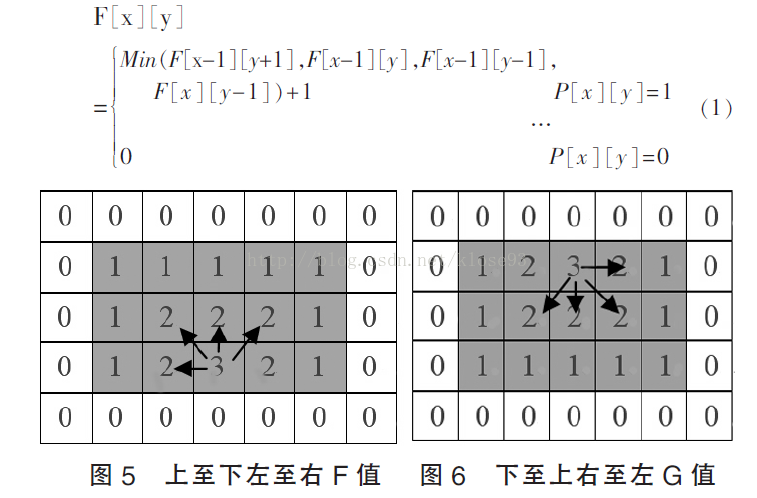 F[x][y]
Min(F[x-1][y+1],F[x-1][y],F[x-1][y-1],
F[x][y-1])+1 P[x][y]=1
= ... (1)
0 P[x][y]=0
0 0 0 0 0 0 0
0 1 1 1 1 1 0
0 1 2 2 2 1 0
0 1 2 3 2 1 0
0 0 0 0 0 0 0
图5 上至下左至右F值
0 0 0 0 0 0 0
0 1 2 3 2 1 0
0 1 2 2 2 1 0
0 1 1 1 1 1 0
0 0 0 0 0 0 0
图6 下至上右至左G值